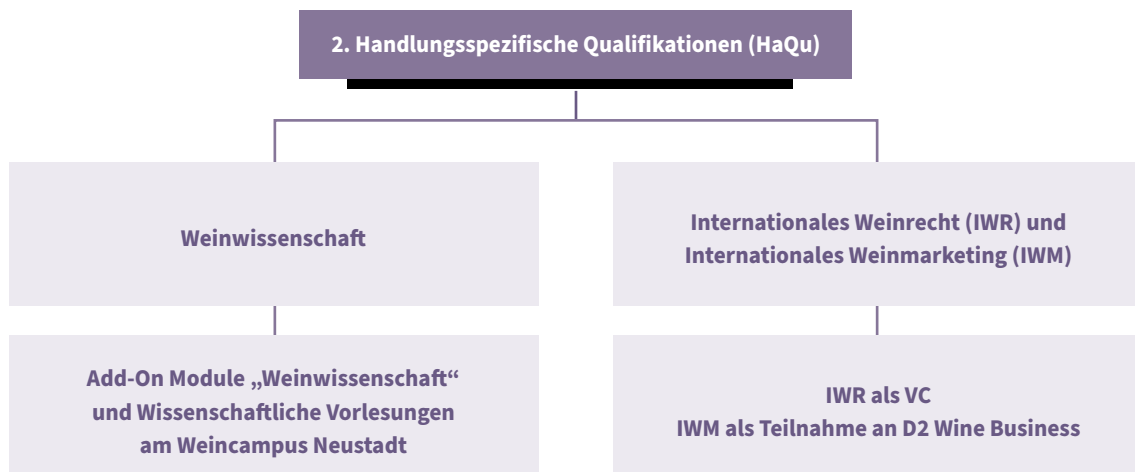 2. Handlungsspezifische Qualifikationen (HaQu)
Weinwissenschaft
Internationales Weinrecht (IWR) und
Internationales Weinmarketing (IWM)
Add-On Module „Weinwissenschaft“
und Wissenschaftliche Vorlesungen
am Weincampus Neustadt
IWR als VC
IWM als Teilnahme an D2 Wine Business